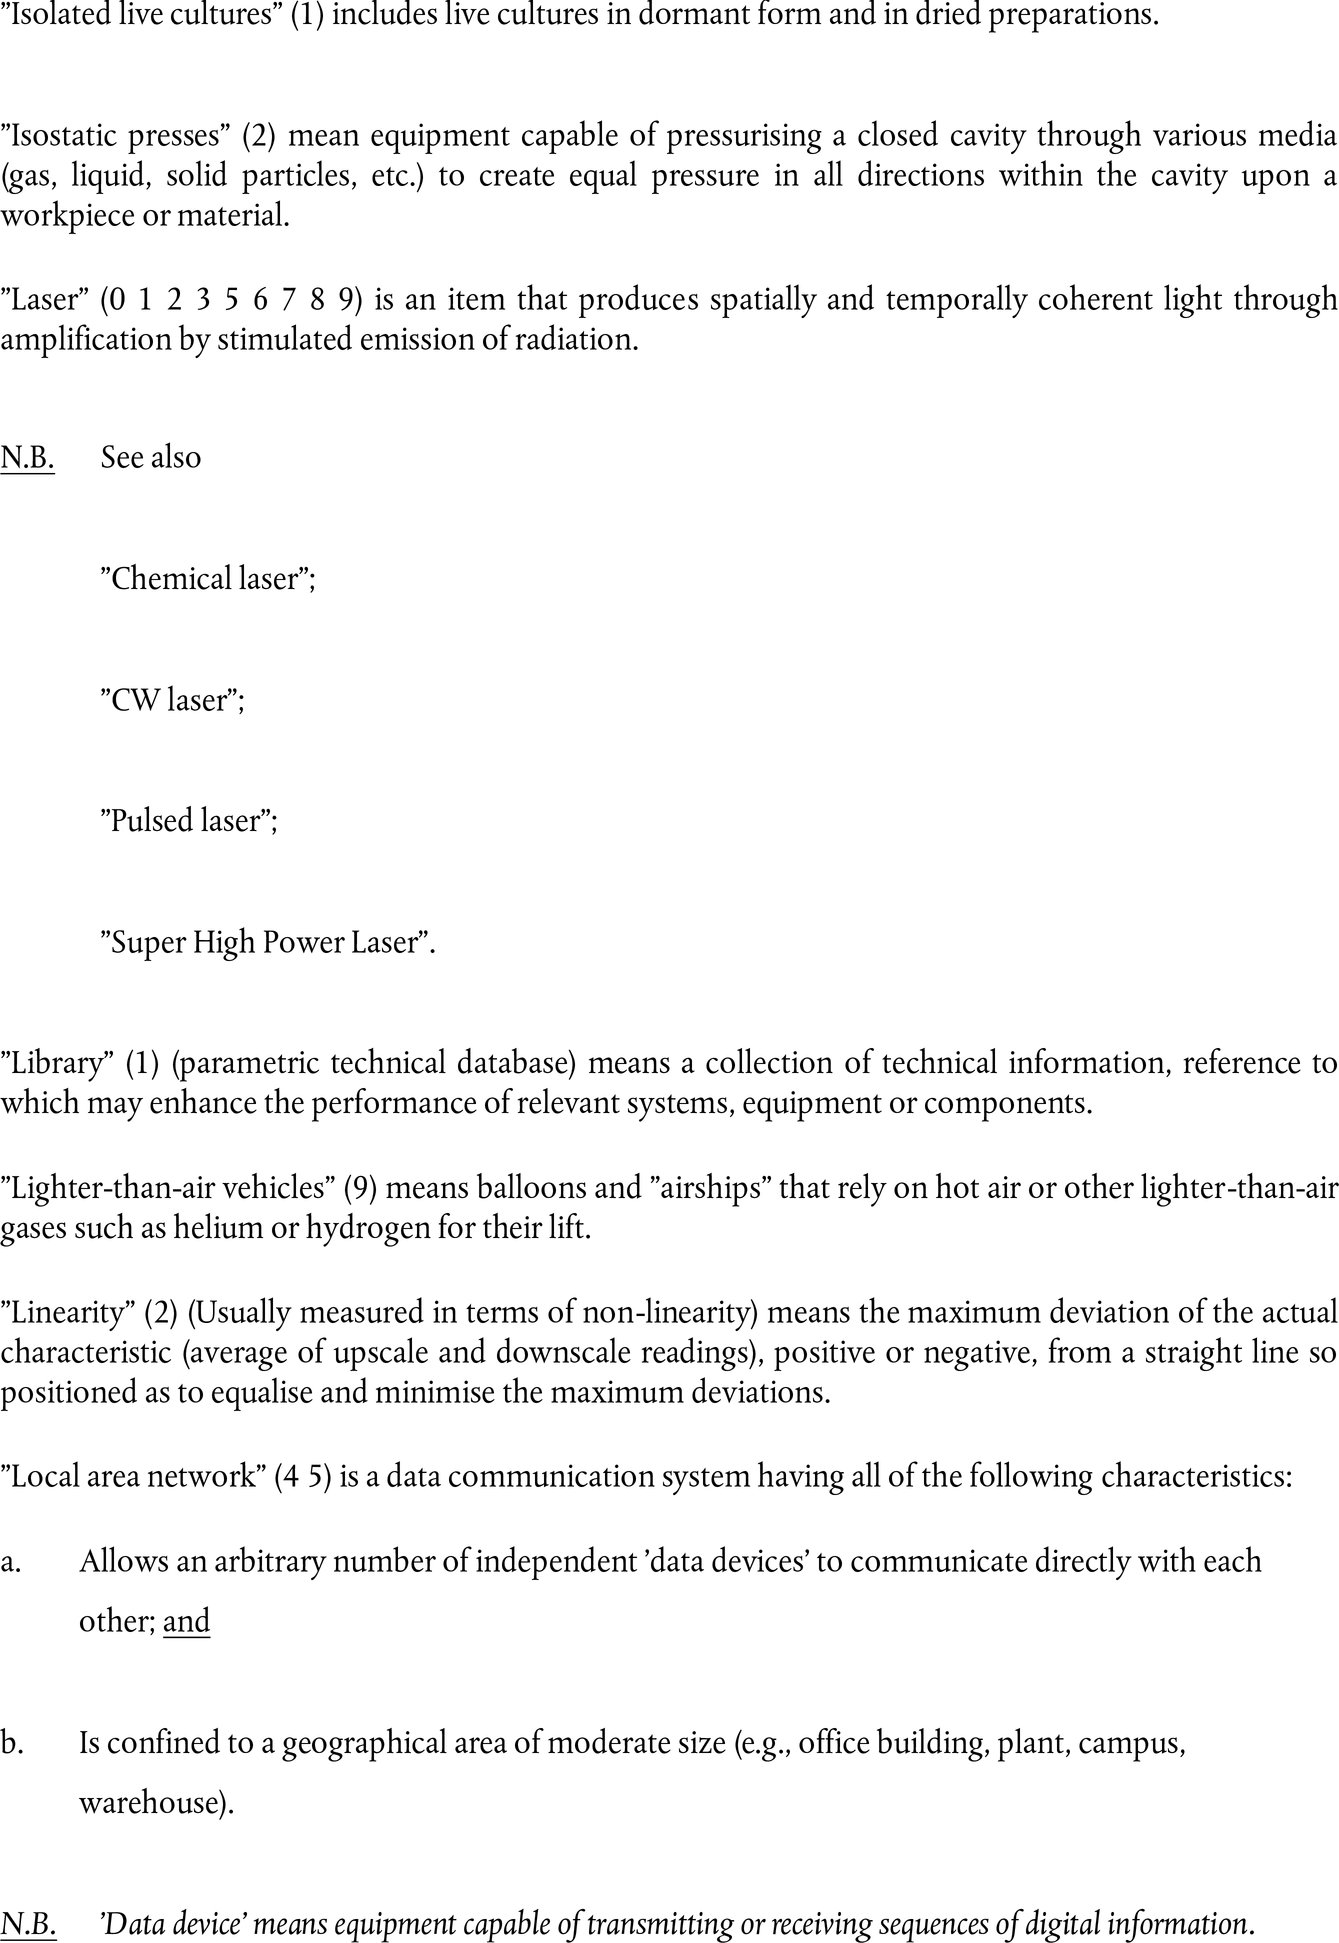 ”Isolated live cultures” (1) includes live cultures in dormant form and in dried preparations.
”Isostatic presses” (2) mean equipment capable of pressurising a closed cavity through various media
(gas, liquid, solid particles, etc.) to create equal pressure in all directions within the cavity upon a
workpiece or material.
”Laser” (0 1 2 3 5 6 7 8 9) is an item that produces spatially and temporally coherent light through
amplification by stimulated emission of radiation.
N.B. See also
”Chemical laser”;
”CW laser”;
”Pulsed laser”;
”Super High Power Laser”.
”Library” (1) (parametric technical database) means a collection of technical information, reference to
which may enhance the performance of relevant systems, equipment or components.
”Lighter-than-air vehicles” (9) means balloons and ”airships” that rely on hot air or other lighter-than-air
gases such as helium or hydrogen for their lift.
”Linearity” (2) (Usually measured in terms of non-linearity) means the maximum deviation of the actual
characteristic (average of upscale and downscale readings), positive or negative, from a straight line so
positioned as to equalise and minimise the maximum deviations.
”Local area network” (4 5) is a data communication system having all of the following characteristics:
a. Allows an arbitrary number of independent ’data devices’ to communicate directly with each
other; and
b. Is confined to a geographical area of moderate size (e.g., office building, plant, campus,
warehouse).
N.B. ’Data device’ means equipment capable of transmitting or receiving sequences of digital information.